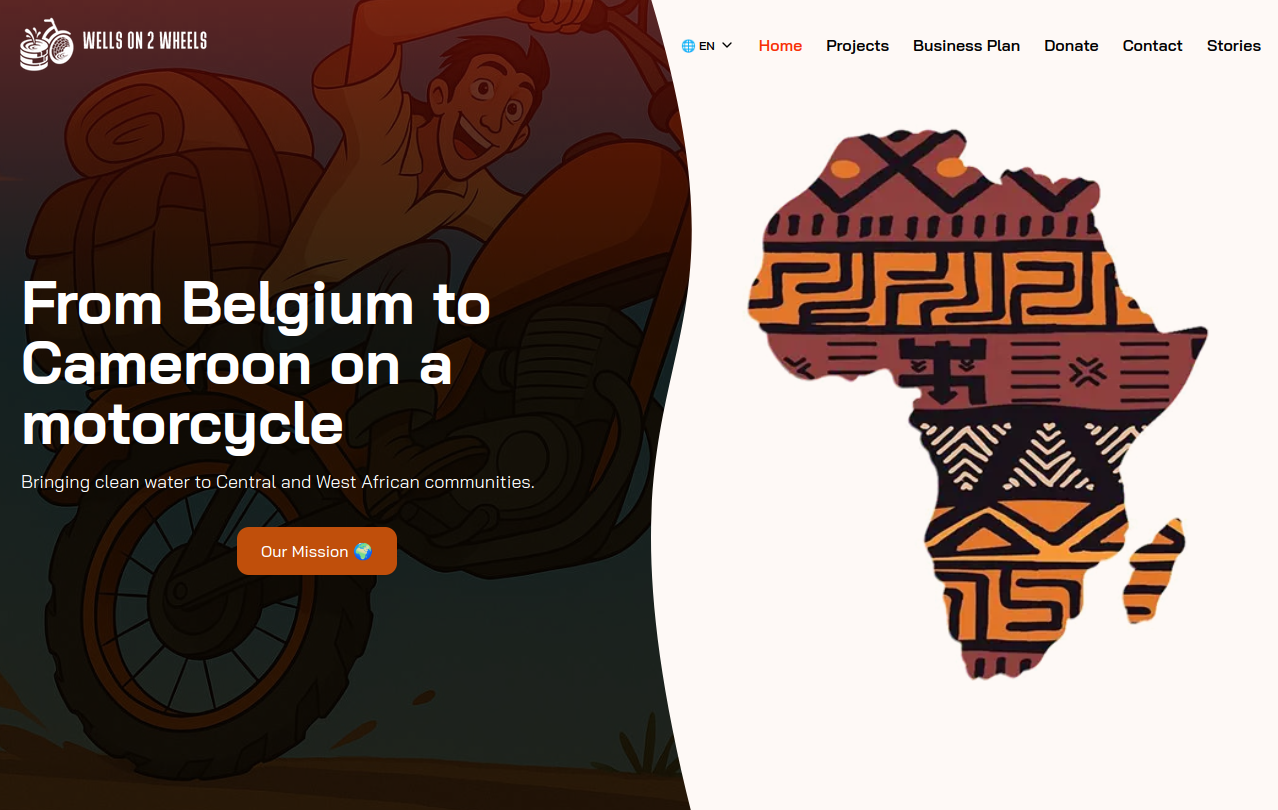 WELLS ON 2 WHEELS
🌐 EN
Home
Projects
Business Plan
Donate
Contact
Stories
From Belgium to
Cameroon on a
motorcycle
Bringing clean water to Central and West African communities.
Our Mission 🌍